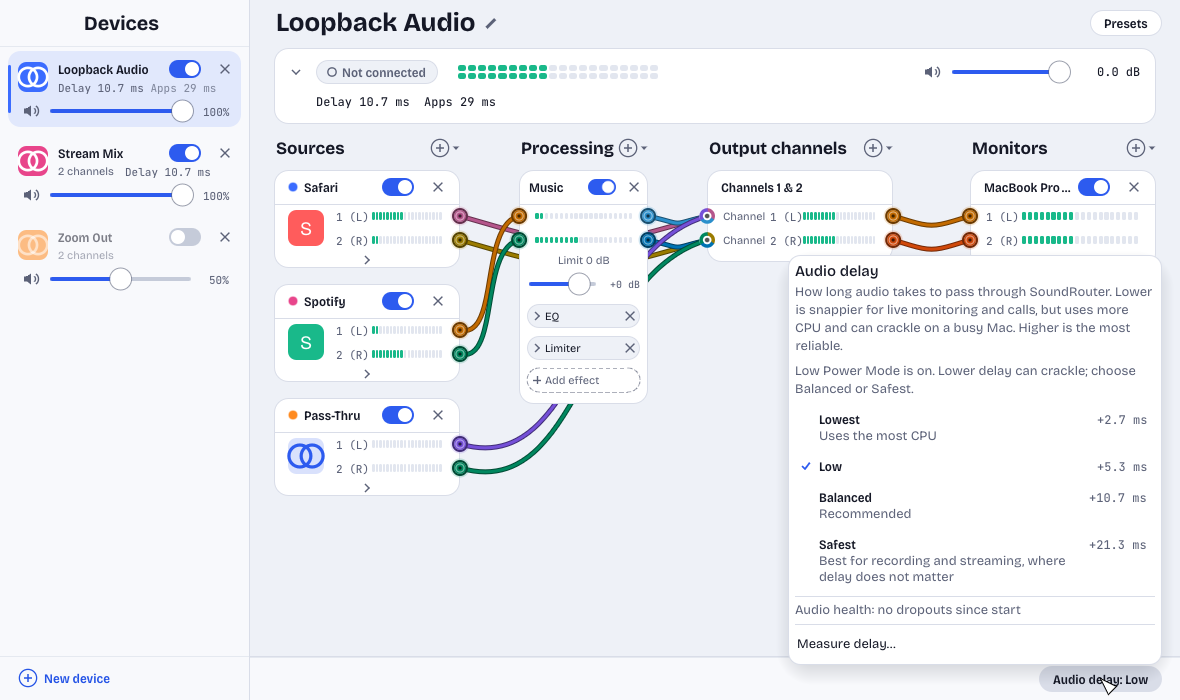 Devices
Loopback Audio
Delay 10.7 ms Apps 29 ms
100%
Stream Mix
2 channels Delay 10.7 ms
100%
Zoom Out
2 channels
50%
New device
Loopback Audio
Presets
Not connected
0.0 dB
Delay 10.7 ms Apps 29 ms
Sources
Processing
Output channels
Monitors
Safari
S
1 (L)
2 (R)
Spotify
S
1 (L)
2 (R)
Pass-Thru
1 (L)
2 (R)
Music
Limit 0 dB
+0 dB
EQ
Limiter
+ Add effect
Channels 1 & 2
Channel 1 (L)
Channel 2 (R)
MacBook Pro ...
1 (L)
2 (R)
Audio delay
How long audio takes to pass through SoundRouter. Lower
is snappier for live monitoring and calls, but uses more
CPU and can crackle on a busy Mac. Higher is the most
reliable.
Low Power Mode is on. Lower delay can crackle; choose
Balanced or Safest.
Lowest +2.7 ms
Uses the most CPU
Low +5.3 ms
Balanced +10.7 ms
Recommended
Safest +21.3 ms
Best for recording and streaming, where
delay does not matter
Audio health: no dropouts since start
Measure delay...
Audio delay: Low